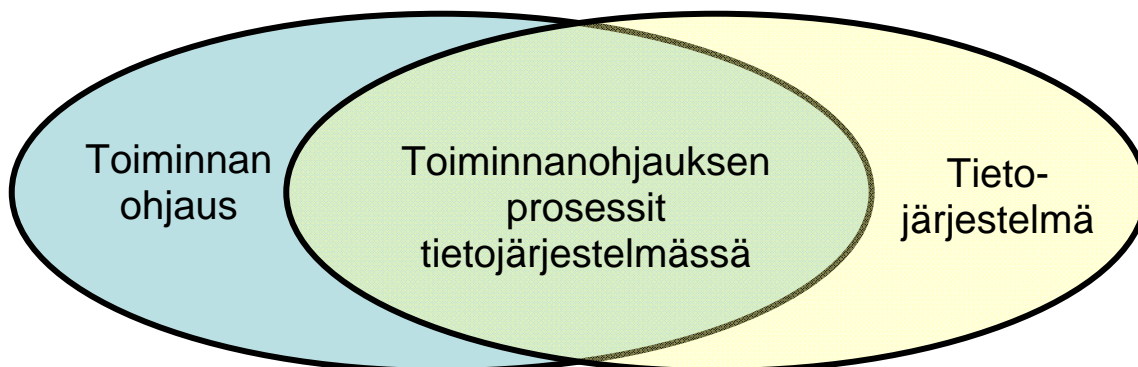 Toiminnan
ohjaus
Toiminnanohjauksen
prosessit
tietojärjestelmässä
Tieto-
järjestelmä